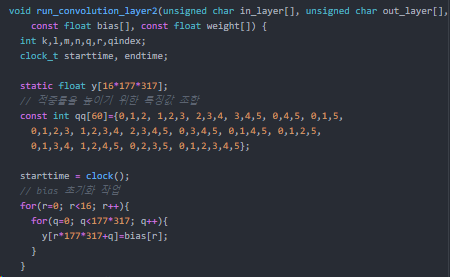 void run_convolution_layer2(unsigned char in_layer[], unsigned char out_layer[],
const float bias[], const float weight[]) {
int k,l,m,n,q,r,qindex;
clock_t starttime, endtime;
static float y[16*177*317];
// 적중률을 높이기 위한 특징값 조합
const int qq[60]={0,1,2, 1,2,3, 2,3,4, 3,4,5, 0,4,5, 0,1,5,
0,1,2,3, 1,2,3,4, 2,3,4,5, 0,3,4,5, 0,1,4,5, 0,1,2,5,
0,1,3,4, 1,2,4,5, 0,2,3,5, 0,1,2,3,4,5};
starttime = clock();
// bias 초기화 작업
for(r=0; r<16; r++){
for(q=0; q<177*317; q++){
y[r*177*317+q]=bias[r];
}
}